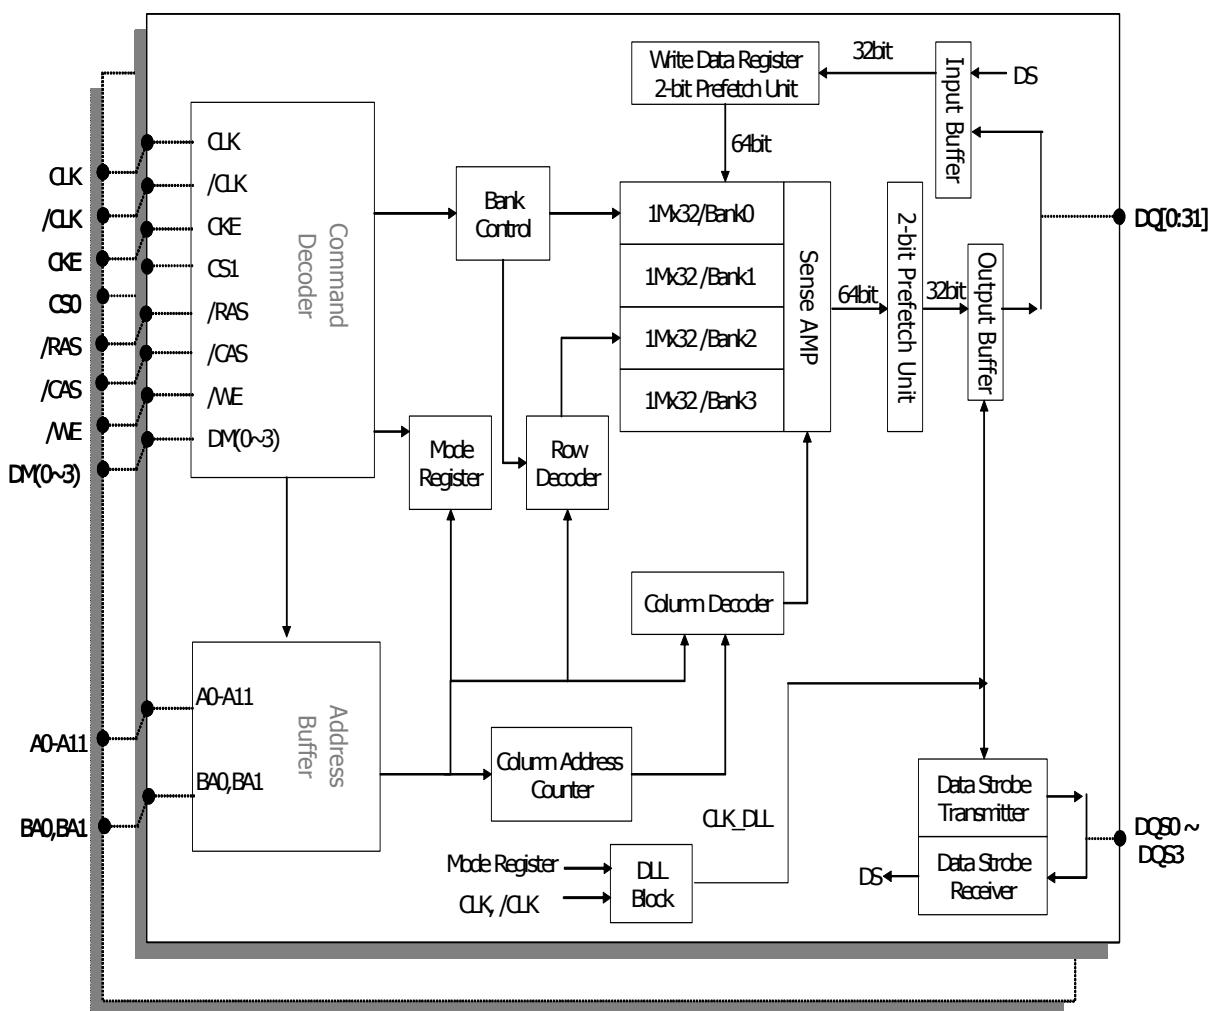 Write Data Register
2-bit Prefetch Unit
32bit
Input Buffer
DS
64bit
CLK
/CLK
CKE
CS0
/RAS
/CAS
/WE
DM(0~3)
CLK
/CLK
CKE
CS1
/RAS
/CAS
/WE
DM(0~3)
Command
Decoder
Bank
Control
1Mx32/Bank0
1Mx32 /Bank1
1Mx32 /Bank2
1Mx32 /Bank3
Sense AMP
64bit
2-bit Prefetch Unit
32bit
Output Buffer
DQ[0:31]
Mode
Register
Row
Decoder
Column Decoder
A0-A11
BA0,BA1
A0-A11
BA0,BA1
Address
Buffer
Column Address
Counter
CLK_DLL
Mode Register
CLK, /CLK
DLL
Block
Data Strobe
Transmitter
Data Strobe
Receiver
DS
DQS0 ~
DQS3